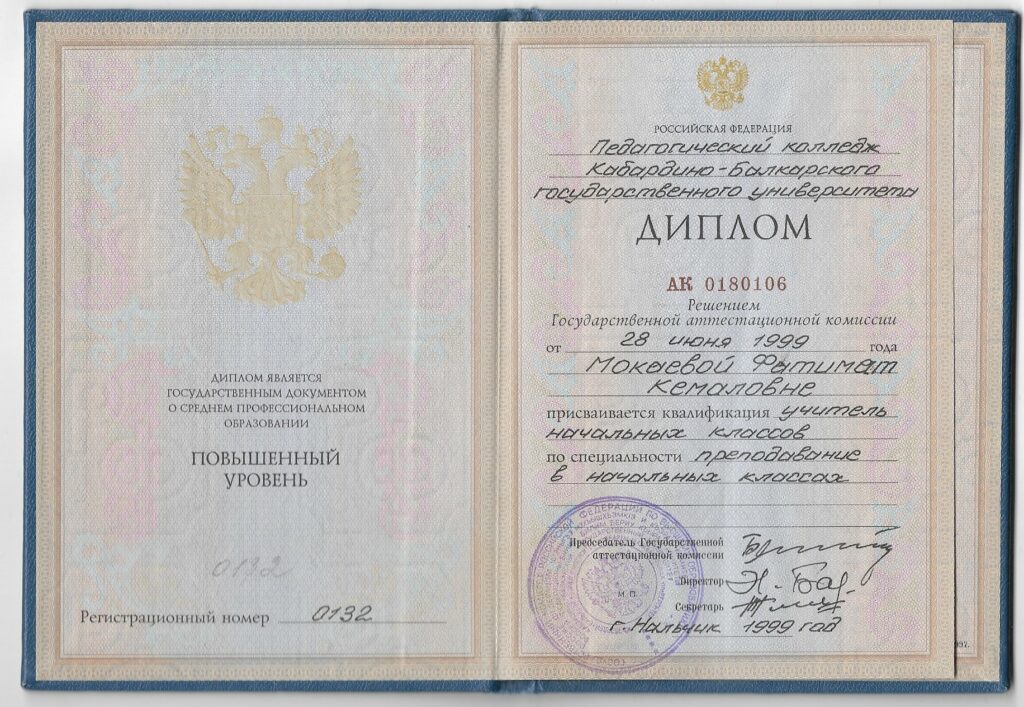 ДИПЛОМ ЯВЛЯЕТСЯ
ГОСУДАРСТВЕННЫМ ДОКУМЕНТОМ
О СРЕДНЕМ ПРОФЕССИОНАЛЬНОМ
ОБРАЗОВАНИИ
ПОВЫШЕННЫЙ
УРОВЕНЬ
0132
Регистрационный номер 0132
РОССИЙСКАЯ ФЕДЕРАЦИЯ
Педагогический колледж
Кабардино-Балкарского
государственного университета
ДИПЛОМ
АК 0180106
Решением
Государственной аттестационной комиссии
от 28 июня 1999 года
Мокаевой Фатимат
Кемаловне
присваивается квалификация учитель
начальных классов
по специальности преподавание
в начальных классах
Председатель Государственной
аттестационной комиссии
Директор
Секретарь
М.П.
г. Нальчик 1999 год